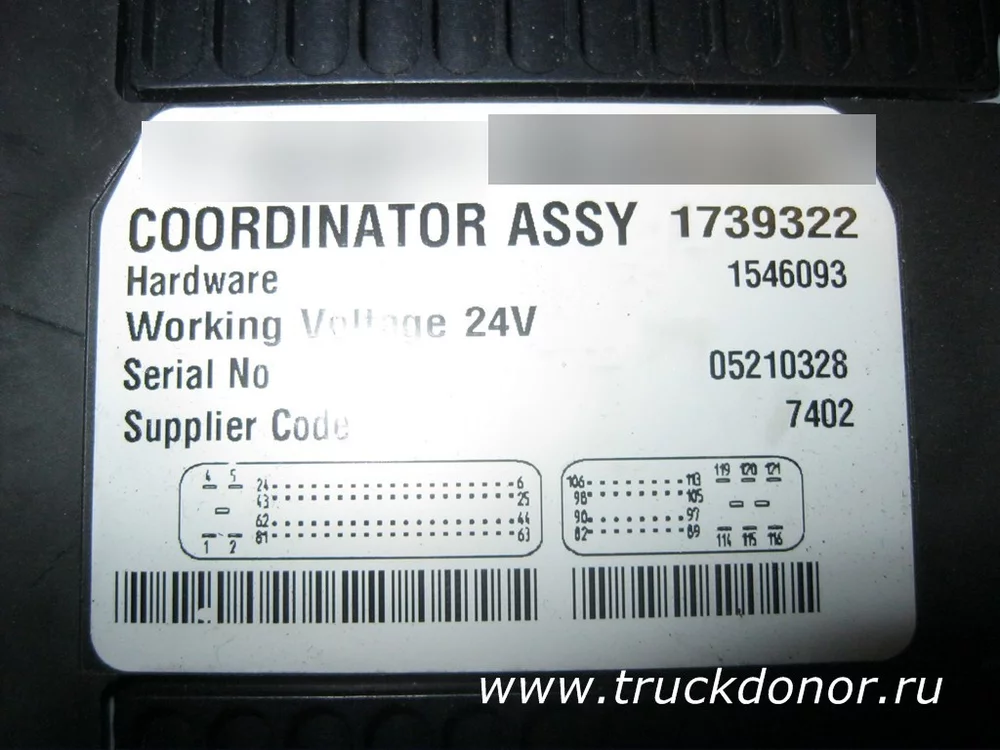 COORDINATOR ASSY 1739322
Hardware 1546093
Working Voltage 24V
Serial No 05210328
Supplier Code 7402
4 5 24 6 106 113 119 120 121
43 25 98 105
62 44 90 97
1 2 81 63 82 89 114 115 116
www.truckdonor.ru